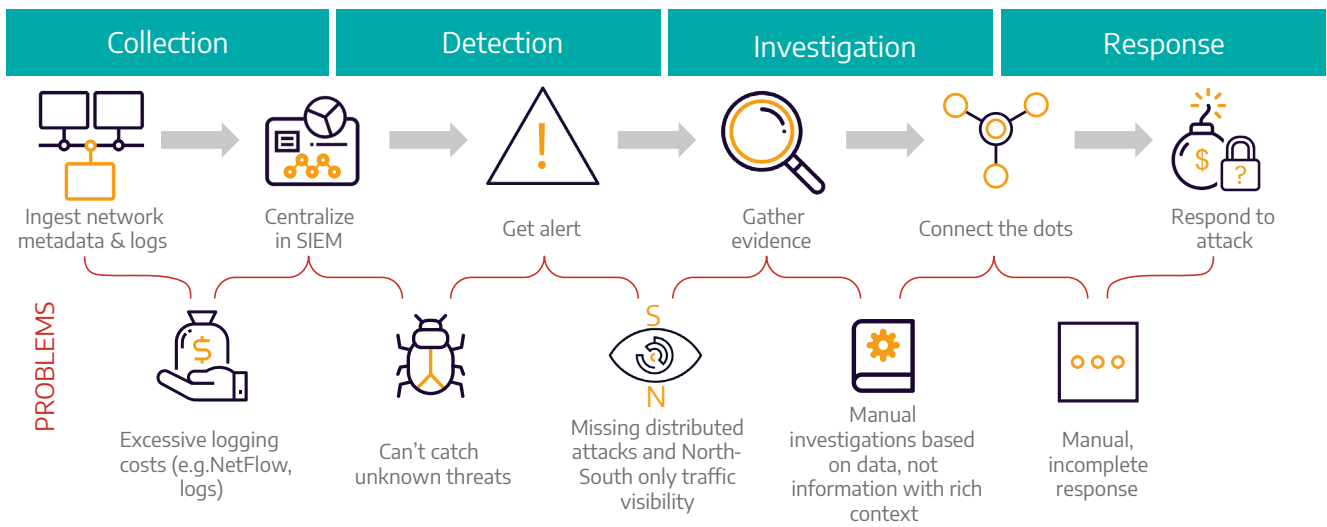 Collection
Detection
Investigation
Response
!
$
?
Ingest network
metadata & logs
Centralize
in SIEM
Get alert
Gather
evidence
Connect the dots
Respond to
attack
PROBLEMS
$
S
N
Excessive logging
costs (e.g.NetFlow,
logs)
Can’t catch
unknown threats
Missing distributed
attacks and North-
South only traffic
visibility
Manual
investigations based
on data, not
information with rich
context
Manual,
incomplete
response